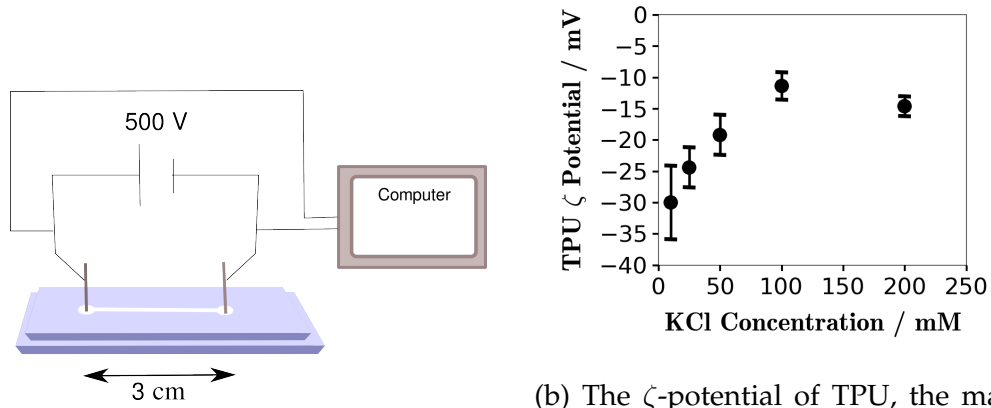 500 V
Computer
3 cm
TPU ζ Potential / mV
0
−5
−10
−15
−20
−25
−30
−35
−40
0 50 100 150 200 250
KCl Concentration / mM
(b) The ζ-potential of TPU, the ma